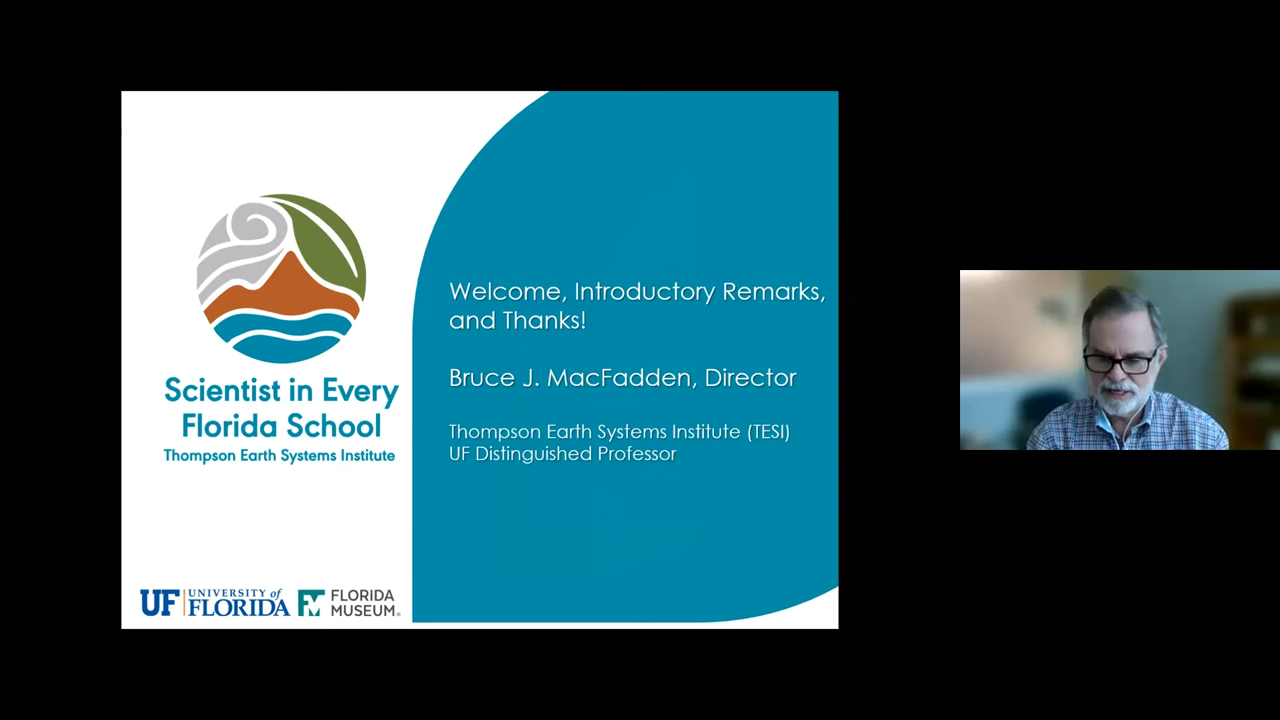 Welcome, Introductory Remarks,
and Thanks!
Bruce J. MacFadden, Director
Thompson Earth Systems Institute (TESI)
UF Distinguished Professor
Scientist in Every
Florida School
Thompson Earth Systems Institute
UF UNIVERSITY of
FLORIDA
FM FLORIDA
MUSEUM®